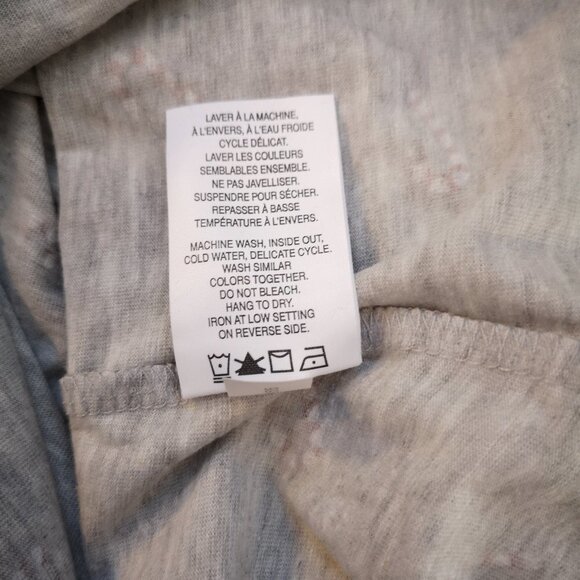 LAVER À LA MACHINE,
À L'ENVERS, À L'EAU FROIDE
CYCLE DÉLICAT.
LAVER LES COULEURS
SEMBLABLES ENSEMBLE.
NE PAS JAVELLISER.
SUSPENDRE POUR SÉCHER.
REPASSER À BASSE
TEMPÉRATURE À L'ENVERS.
MACHINE WASH, INSIDE OUT,
COLD WATER, DELICATE CYCLE.
WASH SIMILAR
COLORS TOGETHER.
DO NOT BLEACH.
HANG TO DRY.
IRON AT LOW SETTING
ON REVERSE SIDE.